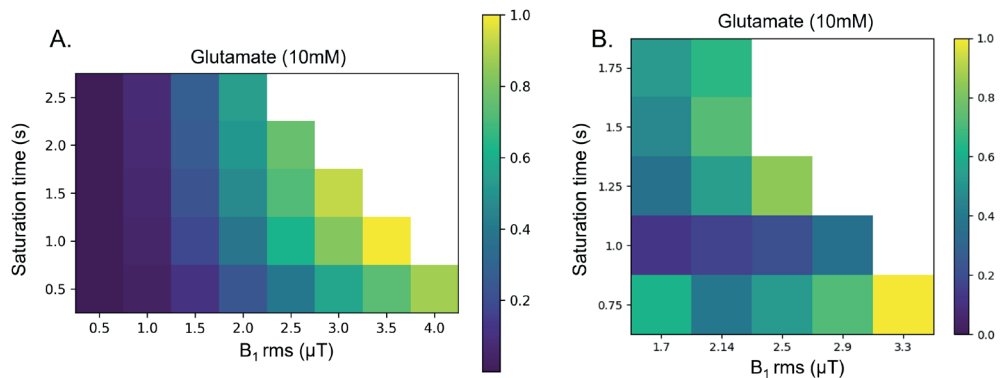 A.
Glutamate (10mM)
Saturation time (s)
2.5
2.0
1.5
1.0
0.5
0.5 1.0 1.5 2.0 2.5 3.0 3.5 4.0
B₁ rms (μT)
1.0
0.8
0.6
0.4
0.2
B.
Glutamate (10mM)
Saturation time (s)
1.75
1.5
1.25
1.0
0.75
1.7 2.14 2.5 2.9 3.3
B₁ rms (μT)
1.0
0.8
0.6
0.4
0.2
0.0